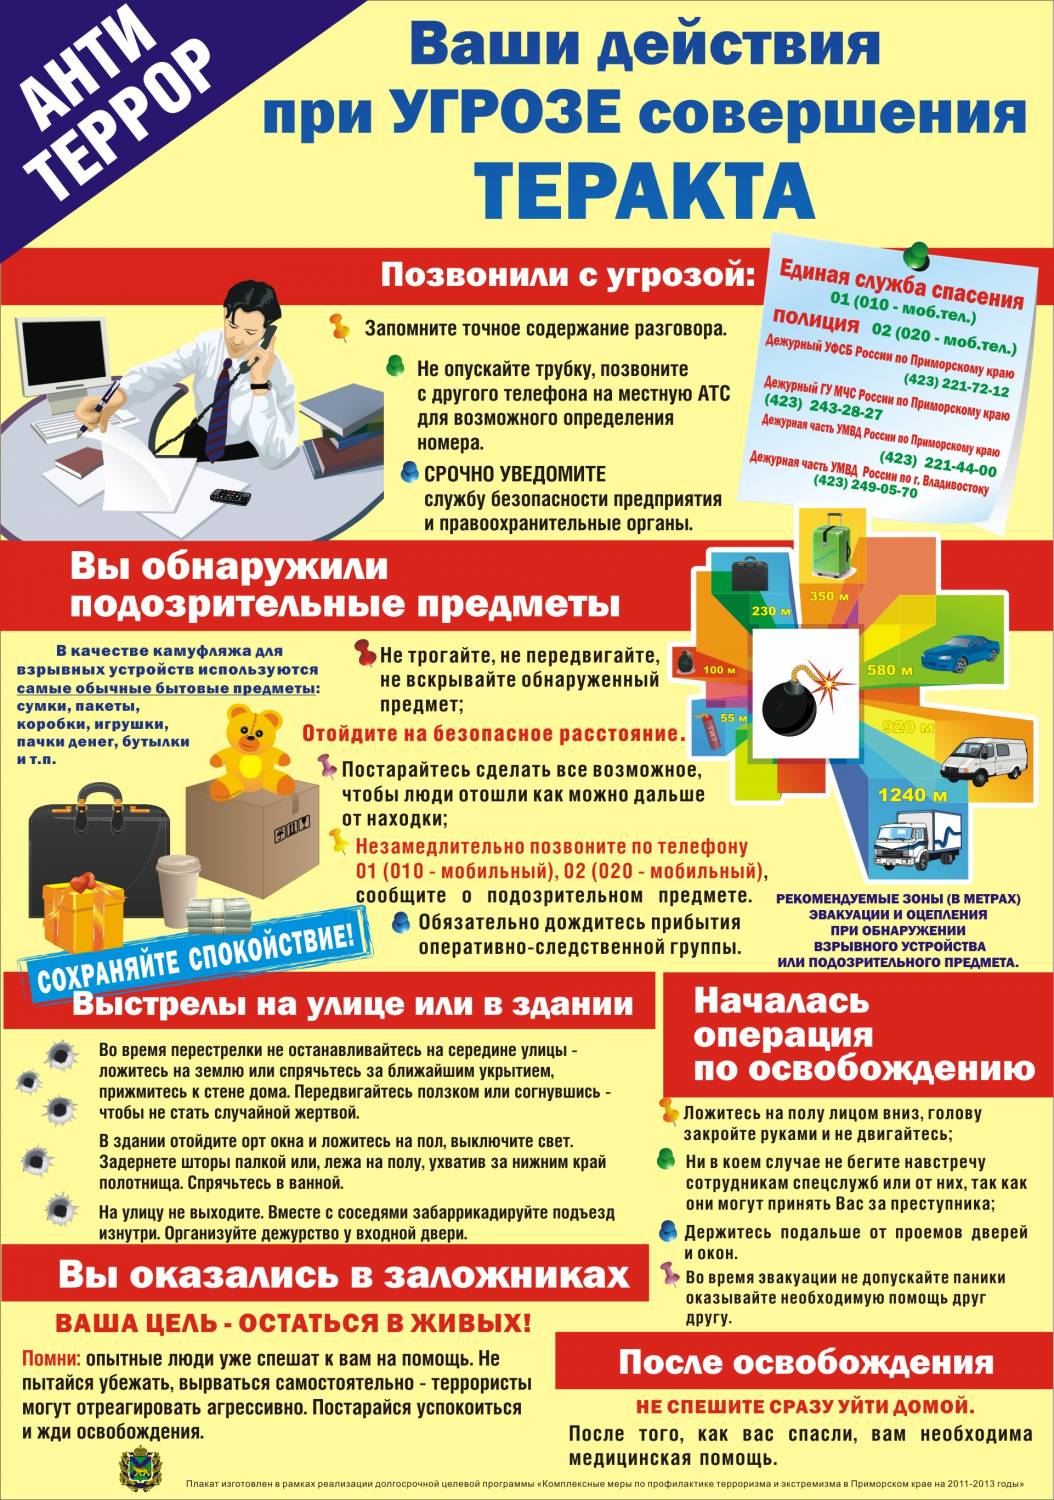 АНТИ
ТЕРРОР
Ваши действия
при УГРОЗЕ совершения
ТЕРАКТА
Позвонили с угрозой:
Запомните точное содержание разговора.
Не опускайте трубку, позвоните
с другого телефона на местную АТС
для возможного определения
номера.
СРОЧНО УВЕДОМИТЕ
службу безопасности предприятия
и правоохранительные органы.
Единая служба спасения
01 (010 - моб.тел.)
ПОЛИЦИЯ 02 (020 - моб.тел.)
Дежурный УФСБ России по Приморскому краю
(423) 221-72-12
Дежурный ГУ МЧС России по Приморскому краю
(423) 243-28-27
Дежурная часть УМВД России по Приморскому краю
(423) 221-44-00
Дежурная часть УМВД России по г. Владивостоку
(423) 249-05-70
Вы обнаружили
подозрительные предметы
В качестве камуфляжа для
взрывных устройств используются
самые обычные бытовые предметы:
сумки, пакеты,
коробки, игрушки,
пачки денег, бутылки
и т.п.
Не трогайте, не передвигайте,
не вскрывайте обнаруженный
предмет;
Отойдите на безопасное расстояние.
Постарайтесь сделать все возможное,
чтобы люди отошли как можно дальше
от находки;
Незамедлительно позвоните по телефону
01 (010 - мобильный), 02 (020 - мобильный),
сообщите о подозрительном предмете.
Обязательно дождитесь прибытия
оперативно-следственной группы.
СОХРАНЯЙТЕ СПОКОЙСТВИЕ!
350 м
230 м
100 м
55 м
580 м
920 м
1240 м
РЕКОМЕНДУЕМЫЕ ЗОНЫ (В МЕТРАХ)
ЭВАКУАЦИИ И ОЦЕПЛЕНИЯ
ПРИ ОБНАРУЖЕНИИ
ВЗРЫВНОГО УСТРОЙСТВА
ИЛИ ПОДОЗРИТЕЛЬНОГО ПРЕДМЕТА.
Выстрелы на улице или в здании
Во время перестрелки не останавливайтесь на середине улицы -
ложитесь на землю или спрячьтесь за ближайшим укрытием,
прижмитесь к стене дома. Передвигайтесь ползком или согнувшись -
чтобы не стать случайной жертвой.
В здании отойдите орт окна и ложитесь на пол, выключите свет.
Задернете шторы палкой или, лежа на полу, ухватив за нижним край
полотнища. Спрячьтесь в ванной.
На улицу не выходите. Вместе с соседями забаррикадируйте подъезд
изнутри. Организуйте дежурство у входной двери.
Началась
операция
по освобождению
Ложитесь на полу лицом вниз, голову
закройте руками и не двигайтесь;
Ни в коем случае не бегите навстречу
сотрудникам спецслужб или от них, так как
они могут принять Вас за преступника;
Держитесь подальше от проемов дверей
и окон.
Во время эвакуации не допускайте паники
оказывайте необходимую помощь друг
другу.
Вы оказались в заложниках
ВАША ЦЕЛЬ - ОСТАТЬСЯ В ЖИВЫХ!
Помни: опытные люди уже спешат к вам на помощь. Не
пытайся убежать, вырваться самостоятельно - террористы
могут отреагировать агрессивно. Постарайся успокоиться
и жди освобождения.
После освобождения
НЕ СПЕШИТЕ СРАЗУ УЙТИ ДОМОЙ.
После того, как вас спасли, вам необходима
медицинская помощь.
Плакат изготовлен в рамках реализации долгосрочной целевой программы «Комплексные меры по профилактике терроризма и экстремизма в Приморском крае на 2011-2013 годы»